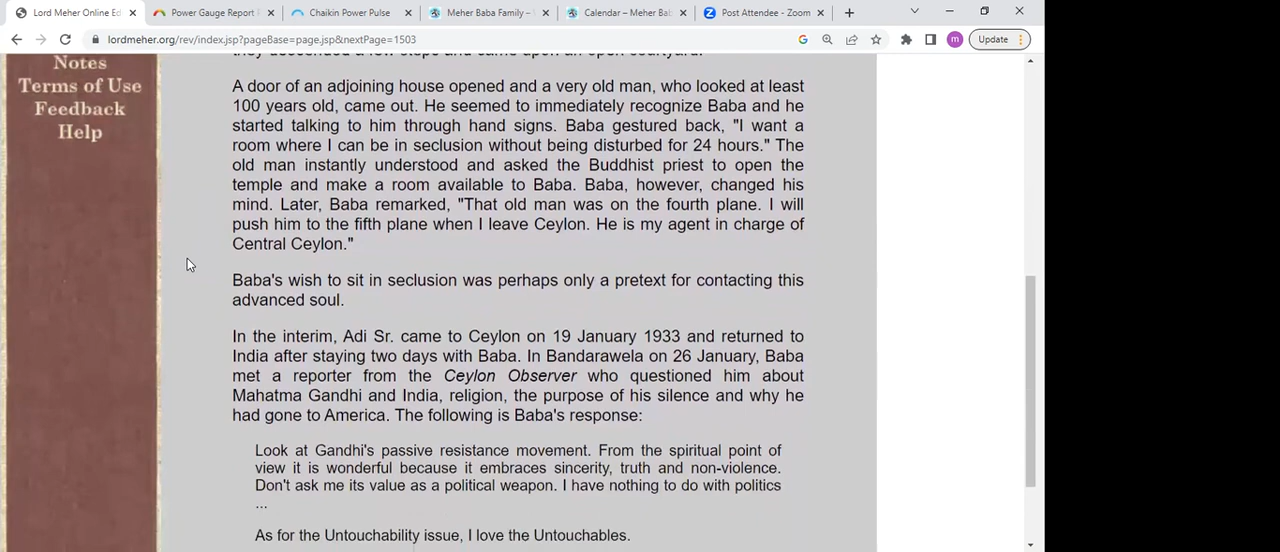 Lord Meher Online Ed
Power Gauge Report
Chaikin Power Pulse
Meher Baba Family –
Calendar – Meher Bab
Post Attendee - Zoom
lordmeher.org/rev/index.jsp?pageBase=page.jsp&nextPage=1503
m
Update
Notes
Terms of Use
Feedback
Help
A door of an adjoining house opened and a very old man, who looked at least
100 years old, came out. He seemed to immediately recognize Baba and he
started talking to him through hand signs. Baba gestured back, "I want a
room where I can be in seclusion without being disturbed for 24 hours." The
old man instantly understood and asked the Buddhist priest to open the
temple and make a room available to Baba. Baba, however, changed his
mind. Later, Baba remarked, "That old man was on the fourth plane. I will
push him to the fifth plane when I leave Ceylon. He is my agent in charge of
Central Ceylon."
Baba's wish to sit in seclusion was perhaps only a pretext for contacting this
advanced soul.
In the interim, Adi Sr. came to Ceylon on 19 January 1933 and returned to
India after staying two days with Baba. In Bandarawela on 26 January, Baba
met a reporter from the Ceylon Observer who questioned him about
Mahatma Gandhi and India, religion, the purpose of his silence and why he
had gone to America. The following is Baba's response:
Look at Gandhi's passive resistance movement. From the spiritual point of
view it is wonderful because it embraces sincerity, truth and non-violence.
Don't ask me its value as a political weapon. I have nothing to do with politics
...
As for the Untouchability issue, I love the Untouchables.